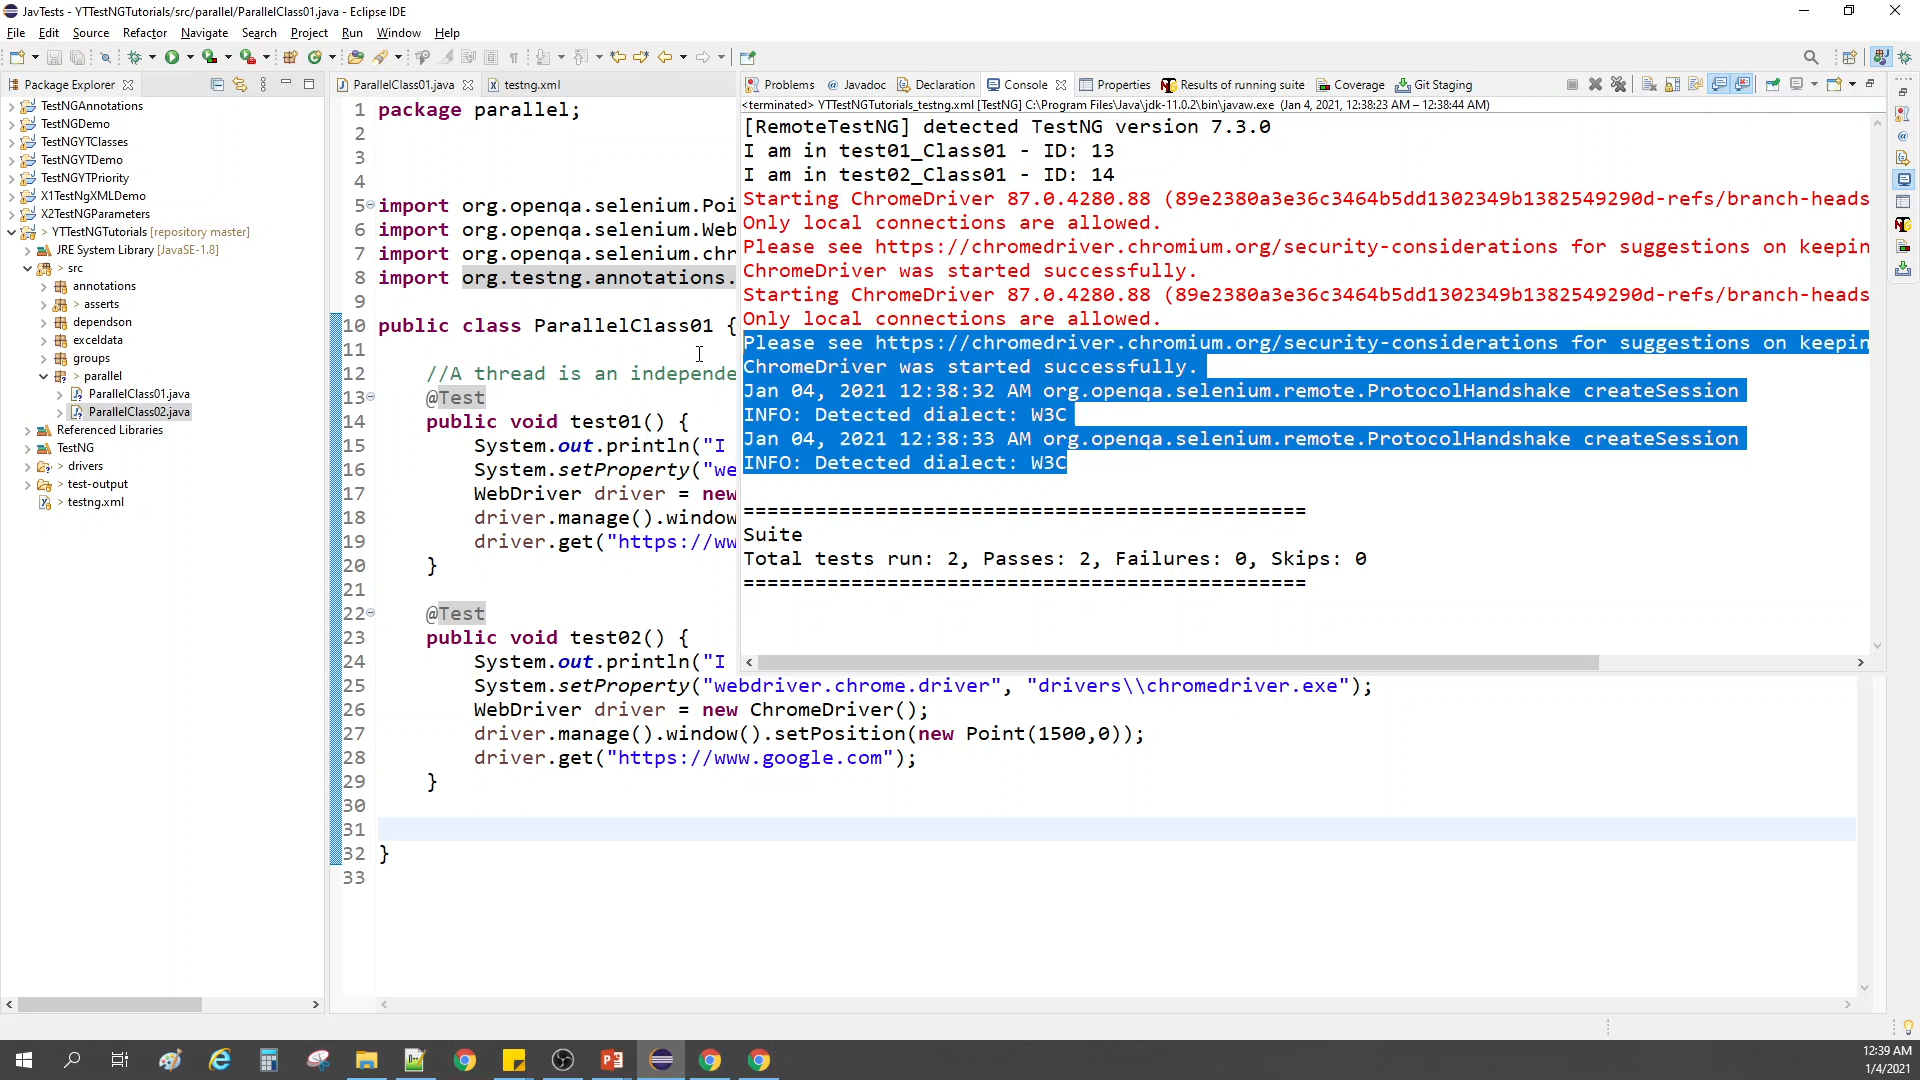 JavTests - YTTestNGTutorials/src/parallel/ParallelClass01.java - Eclipse IDE
File Edit Source Refactor Navigate Search Project Run Window Help
Package Explorer
TestNGAnnotations
TestNGDemo
TestNGYTClasses
TestNGYTDemo
TestNGYTPriority
X1TestNgXMLDemo
X2TestNGParameters
> YTTestNGTutorials [repository master]
JRE System Library [JavaSE-1.8]
> src
annotations
> asserts
dependson
exceldata
groups
> parallel
> ParallelClass01.java
> ParallelClass02.java
Referenced Libraries
TestNG
> drivers
> test-output
> testng.xml
ParallelClass01.java testng.xml
1 package parallel;
2
3
4
5 import org.openqa.selenium.Poi
6 import org.openqa.selenium.Web
7 import org.openqa.selenium.chr
8 import org.testng.annotations.
9
10 public class ParallelClass01 {
11
12 //A thread is an independe
13 @Test
14 public void test01() {
15 System.out.println("I
16 System.setProperty("we
17 WebDriver driver = new
18 driver.manage().window
19 driver.get("https://ww
20 }
21
22 @Test
23 public void test02() {
24 System.out.println("I
25 System.setProperty("webdriver.chrome.driver", "drivers\\chromedriver.exe");
26 WebDriver driver = new ChromeDriver();
27 driver.manage().window().setPosition(new Point(1500,0));
28 driver.get("https://www.google.com");
29 }
30
31
32 }
33
Problems Javadoc Declaration Console Properties Results of running suite Coverage Git Staging
<terminated> YTTestNGTutorials_testng.xml [TestNG] C:\Program Files\Java\jdk-11.0.2\bin\javaw.exe (Jan 4, 2021, 12:38:23 AM – 12:38:44 AM)
[RemoteTestNG] detected TestNG version 7.3.0
I am in test01_Class01 - ID: 13
I am in test02_Class01 - ID: 14
Starting ChromeDriver 87.0.4280.88 (89e2380a3e36c3464b5dd1302349b1382549290d-refs/branch-heads
Only local connections are allowed.
Please see https://chromedriver.chromium.org/security-considerations for suggestions on keepin
ChromeDriver was started successfully.
Starting ChromeDriver 87.0.4280.88 (89e2380a3e36c3464b5dd1302349b1382549290d-refs/branch-heads
Only local connections are allowed.
Please see https://chromedriver.chromium.org/security-considerations for suggestions on keepin
ChromeDriver was started successfully.
Jan 04, 2021 12:38:32 AM org.openqa.selenium.remote.ProtocolHandshake createSession
INFO: Detected dialect: W3C
Jan 04, 2021 12:38:33 AM org.openqa.selenium.remote.ProtocolHandshake createSession
INFO: Detected dialect: W3C
===============================================
Suite
Total tests run: 2, Passes: 2, Failures: 0, Skips: 0
===============================================
12:39 AM
1/4/2021